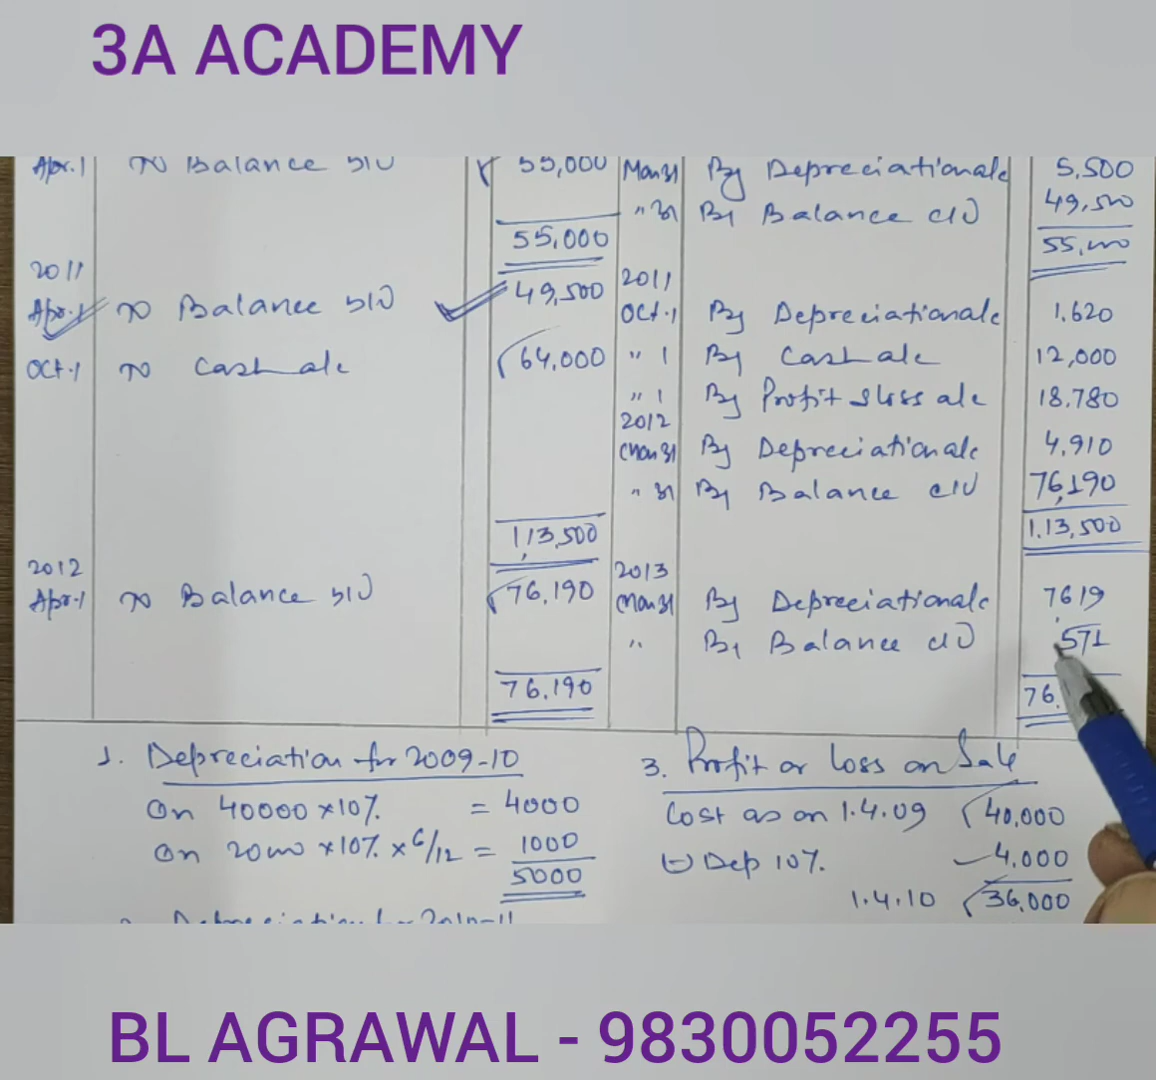 3A ACADEMY
Apr.1 To Balance b/d 55,000 Mar 31 By Depreciation a/c 5,500
" 31 By Balance c/d 49,500
55,000 55,000
2011
Apr.1 To Balance b/d 49,500 2011
Oct.1 By Depreciation a/c 1,620
Oct.1 To Cash a/c 64,000 " 1 By Cash a/c 12,000
" 1 By Profit & loss a/c 18,780
2012
Mar 31 By Depreciation a/c 4,910
" 31 By Balance c/d 76,190
1,13,500 1,13,500
2012 2013
Apr.1 To Balance b/d 76,190 Mar 31 By Depreciation a/c 7619
" By Balance c/d 571
76,190 76,
1. Depreciation for 2009-10
On 40000 × 10% = 4000
On 20000 × 10% × 6/12 = 1000
5000
3. Profit or Loss on Sale
Cost as on 1.4.09 40,000
(-) Dep 10% 4,000
1.4.10 36,000
BL AGRAWAL - 9830052255